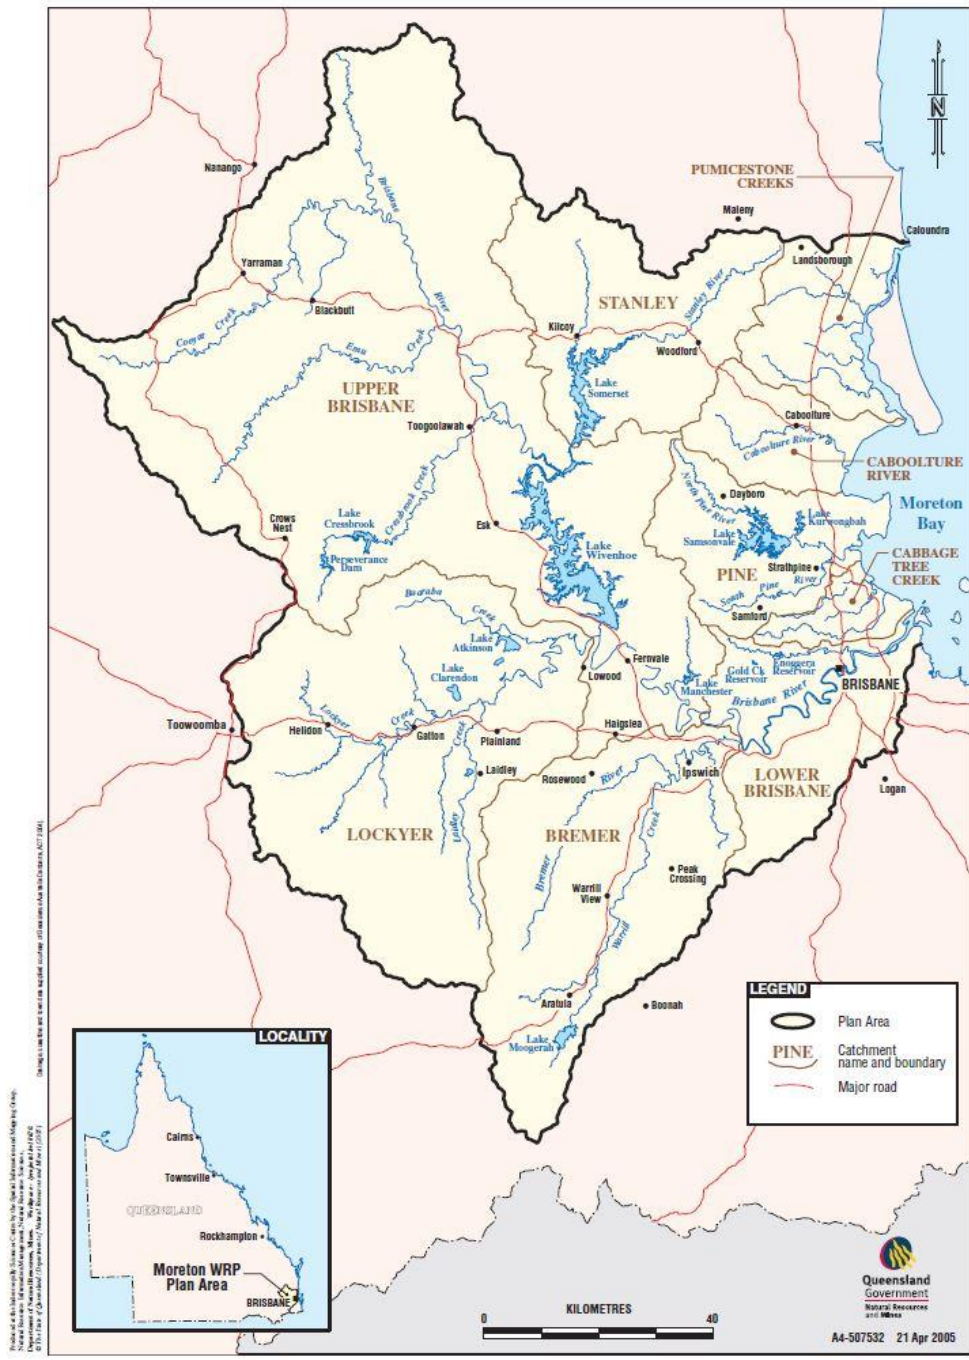 PUMICESTONE
CREEKS
Nanango
Maleny
Caloundra
Landsborough
Brisbane
River
Yarraman
Blackbutt
Cooyar Creek
Emu Creek
STANLEY
Stanley River
Kilcoy
Woodford
Lake
Somerset
UPPER
BRISBANE
Toogoolawah
Caboolture
Caboolture River
CABOOLTURE
RIVER
Moreton
Bay
Cressbrook Creek
North Pine River
Dayboro
Lake
Kurwongbah
Lake
Samsonvale
Crows
Nest
Lake
Cressbrook
Perseverance
Dam
Esk
Lake
Wivenhoe
CABBAGE
TREE
CREEK
Strathpine
PINE
South Pine River
Samford
Buaraba
Creek
Lake
Atkinson
Lake
Clarendon
Fernvale
Lowood
Lake
Manchester
Gold Ck
Reservoir
Enoggera
Reservoir
BRISBANE
Brisbane River
Toowoomba
Helidon
Lockyer
Creek
Gatton
Plainland
Haigslea
Laidley
Laidley
Creek
Rosewood
Ipswich
LOWER
BRISBANE
Logan
LOCKYER
BREMER
Bremer
River
Peak
Crossing
Warrill
View
Warrill
Creek
Aratula
Boonah
Lake
Moogerah
N
LEGEND
Plan Area
PINE Catchment
name and boundary
Major road
LOCALITY
Cairns
Townsville
QUEENSLAND
Rockhampton
Moreton WRP
Plan Area
BRISBANE
KILOMETRES
0 40
Queensland
Government
Natural Resources
and Mines
A4-507532 21 Apr 2005